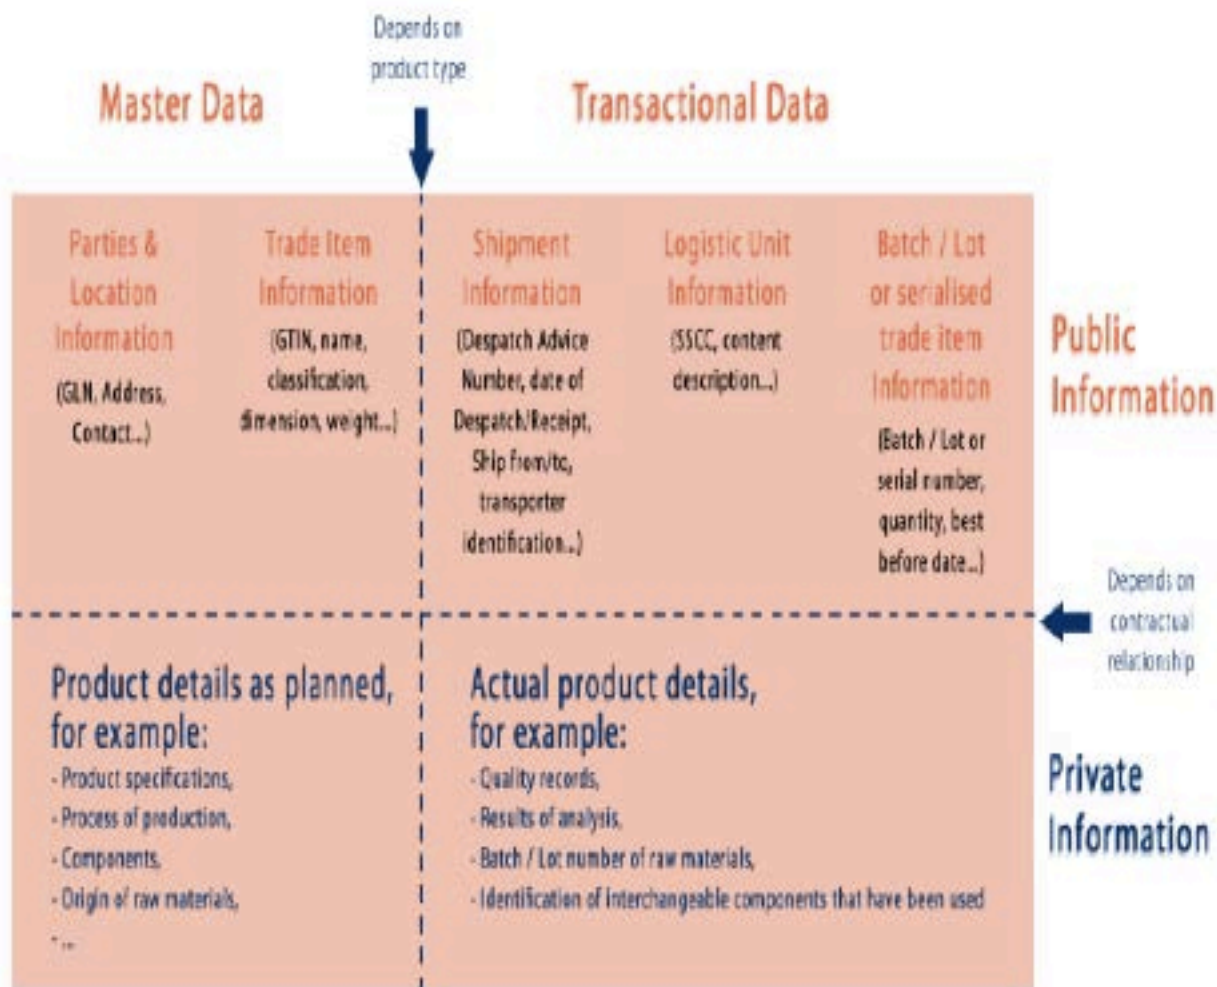 Depends on
product type
Master Data
Transactional Data
Parties &
Location
Information
(GLN, Address,
Contact...)
Trade Item
Information
(GTIN, name,
classification,
dimension, weight...)
Shipment
Information
(Despatch Advice
Number, date of
Despatch/Receipt,
Ship from/to,
transporter
identification...)
Logistic Unit
Information
(SSCC, content
description...)
Batch / Lot
or serialised
trade item
Information
(Batch / Lot or
serial number,
quantity, best
before date...)
Public
Information
Depends on
contractual
relationship
Product details as planned,
for example:
- Product specifications,
- Process of production,
- Components,
- Origin of raw materials,
- ...
Actual product details,
for example:
- Quality records,
- Results of analysis,
- Batch / Lot number of raw materials,
- Identification of interchangeable components that have been used
Private
Information